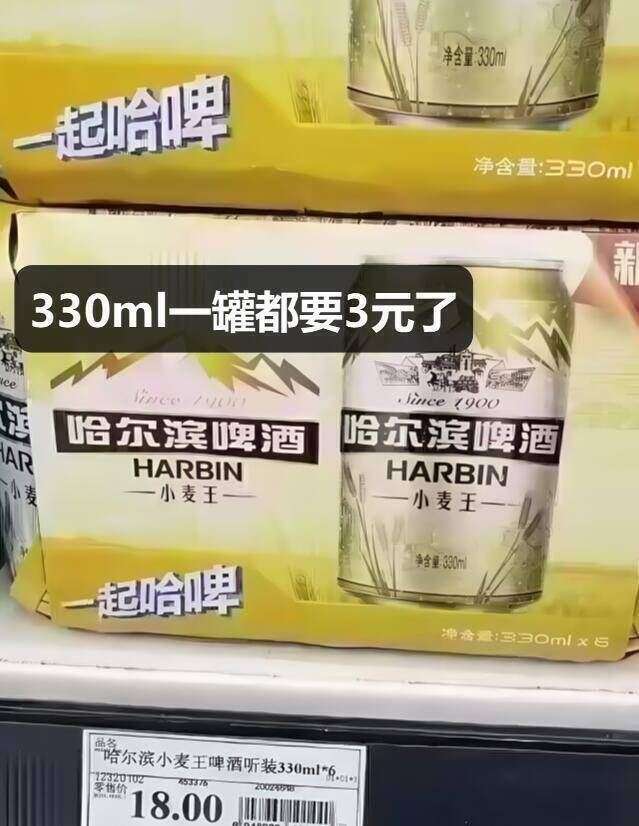 净含量:330ml
一起哈啤
净含量:330ml
新
330ml一罐都要3元了
Since 1900
Since 1900
哈尔滨啤酒
HARBIN
小麦王
哈尔滨啤酒
HARBIN
小麦王
净含量:330ml
一起哈啤
净含量:330ml x 6
品名
哈尔滨小麦王啤酒听装330ml*6
12320102
零售价
18.00